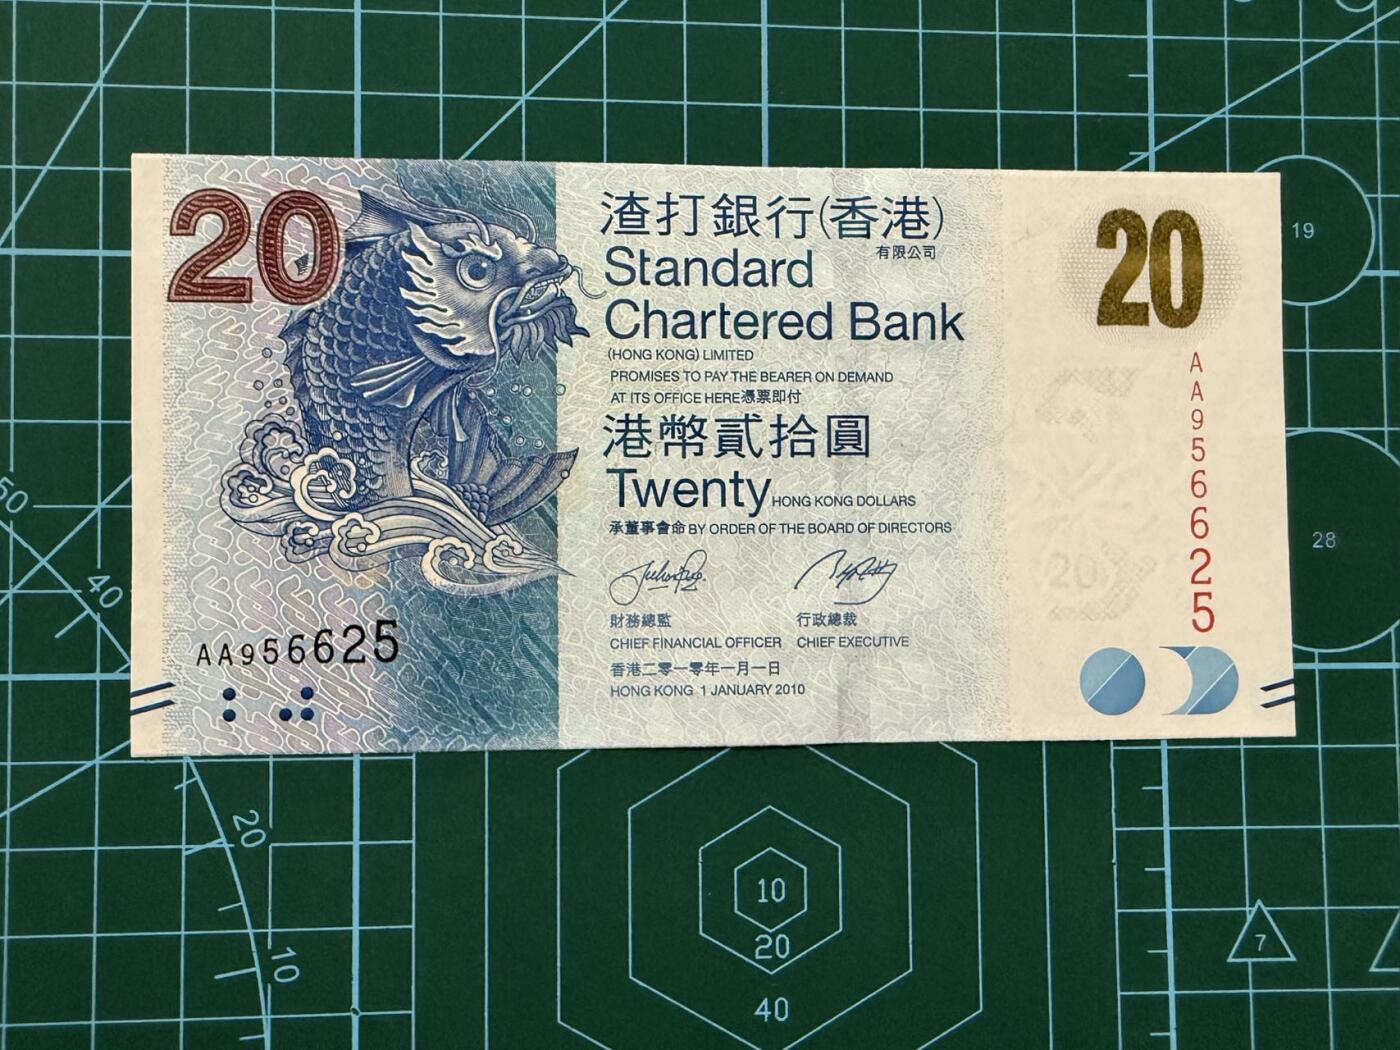 20
渣打銀行(香港)
有限公司
Standard
Chartered Bank
(HONG KONG) LIMITED
PROMISES TO PAY THE BEARER ON DEMAND
AT ITS OFFICE HERE憑票即付
港幣貳拾圓
Twenty HONG KONG DOLLARS
承董事會命 BY ORDER OF THE BOARD OF DIRECTORS
財務總監 行政總裁
CHIEF FINANCIAL OFFICER CHIEF EXECUTIVE
香港二零一零年一月一日
HONG KONG 1 JANUARY 2010
AA956625
20
AA956625
20
19
28
50
40
20
10
10
20
40
7